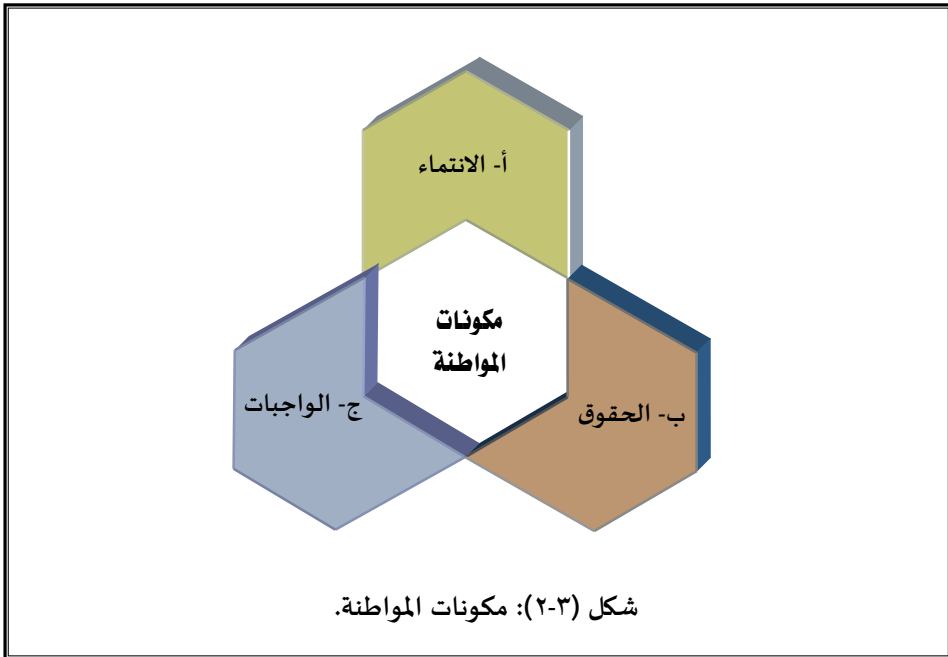 أ- الانتماء
مكونات
المواطنة
ب- الحقوق
ج- الواجبات
شكل (٣-٢): مكونات المواطنة.